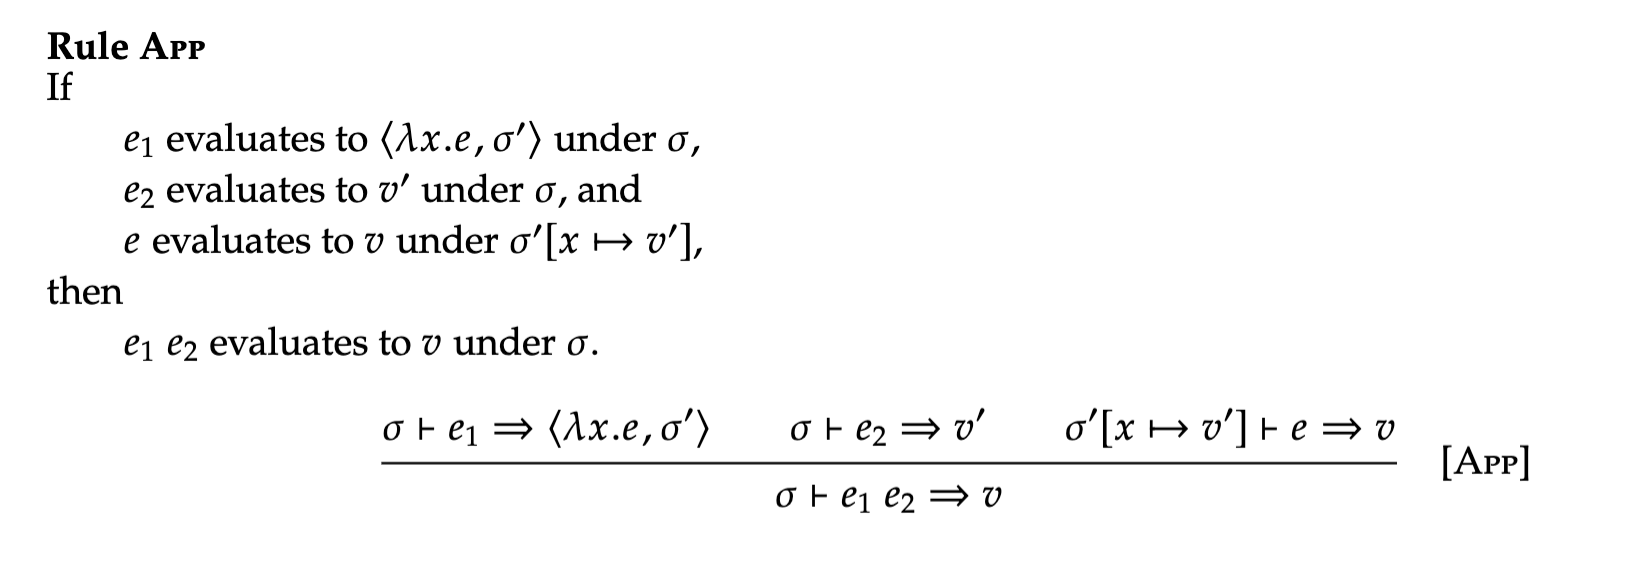 Rule App
If
e₁ evaluates to ⟨λx.e, σ′⟩ under σ,
e₂ evaluates to v′ under σ, and
e evaluates to v under σ′[x ↦ v′],
then
e₁ e₂ evaluates to v under σ.
σ ⊢ e₁ ⇒ ⟨λx.e, σ′⟩ σ ⊢ e₂ ⇒ v′ σ′[x ↦ v′] ⊢ e ⇒ v
[App]
σ ⊢ e₁ e₂ ⇒ v